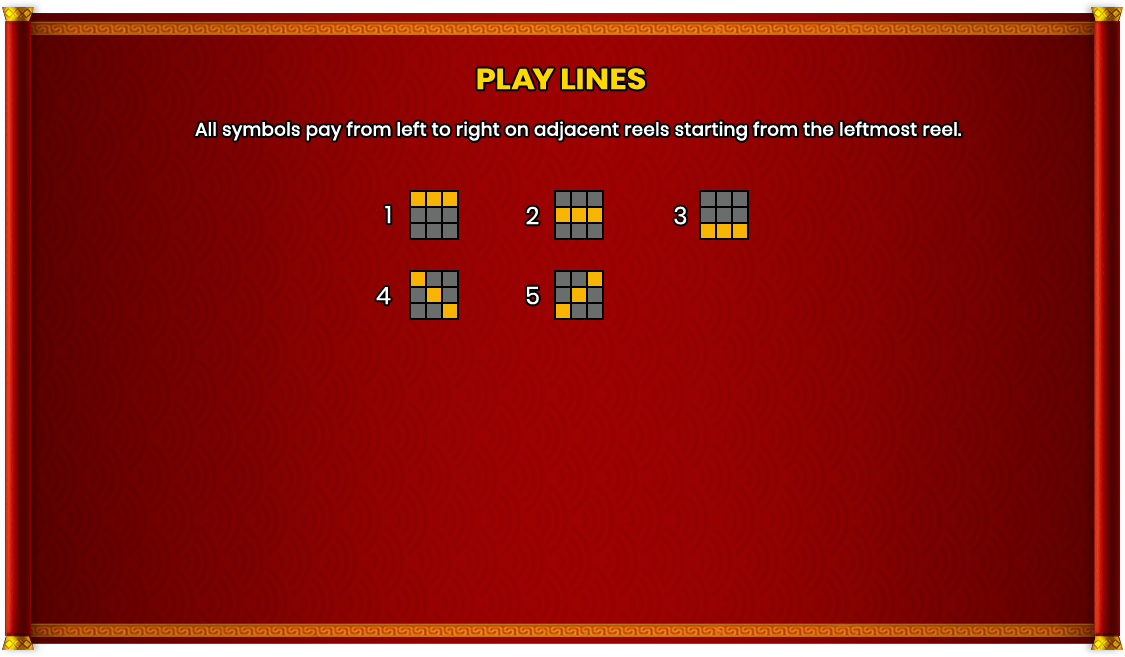 PLAY LINES
All symbols pay from left to right on adjacent reels starting from the leftmost reel.
1 2 3
4 5